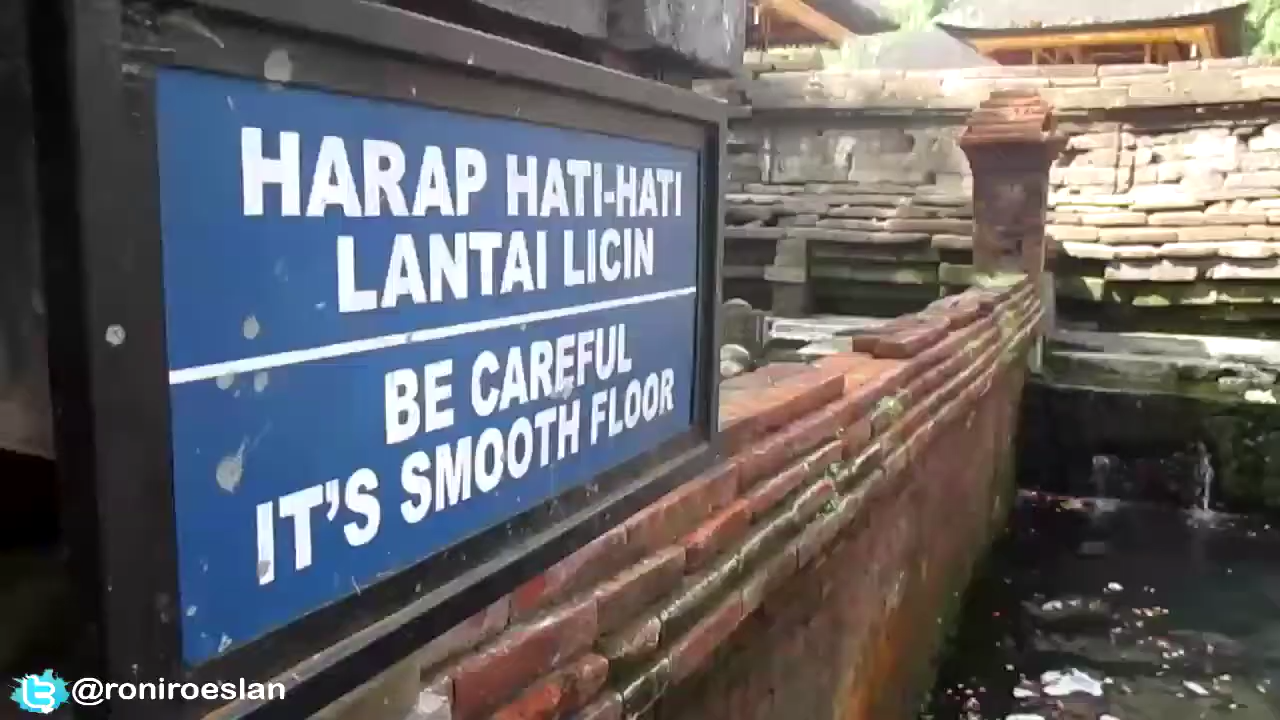 HARAP HATI-HATI
LANTAI LICIN
BE CAREFUL
IT'S SMOOTH FLOOR
@roniroeslan